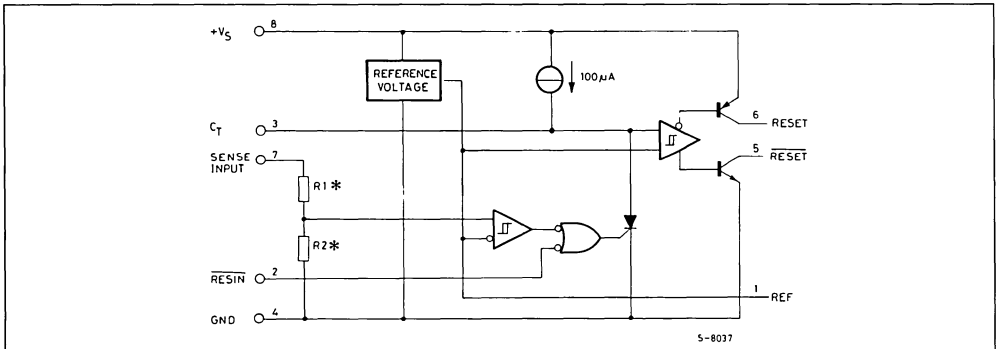 +VS 8
REFERENCE
VOLTAGE
100µA
CT 3
6 RESET
SENSE
INPUT
7
5 RESET
R1*
R2*
RESIN 2
1 REF
GND 4
S-8037